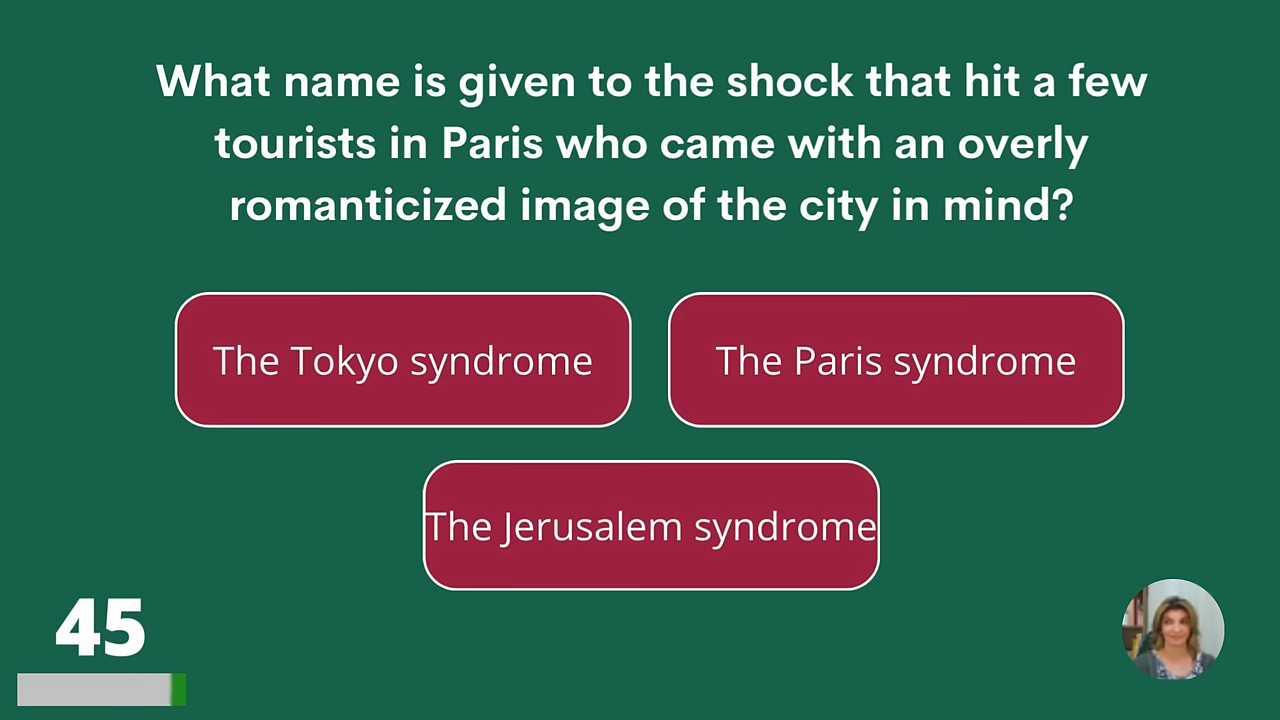 What name is given to the shock that hit a few
tourists in Paris who came with an overly
romanticized image of the city in mind?
The Tokyo syndrome
The Paris syndrome
The Jerusalem syndrome
45